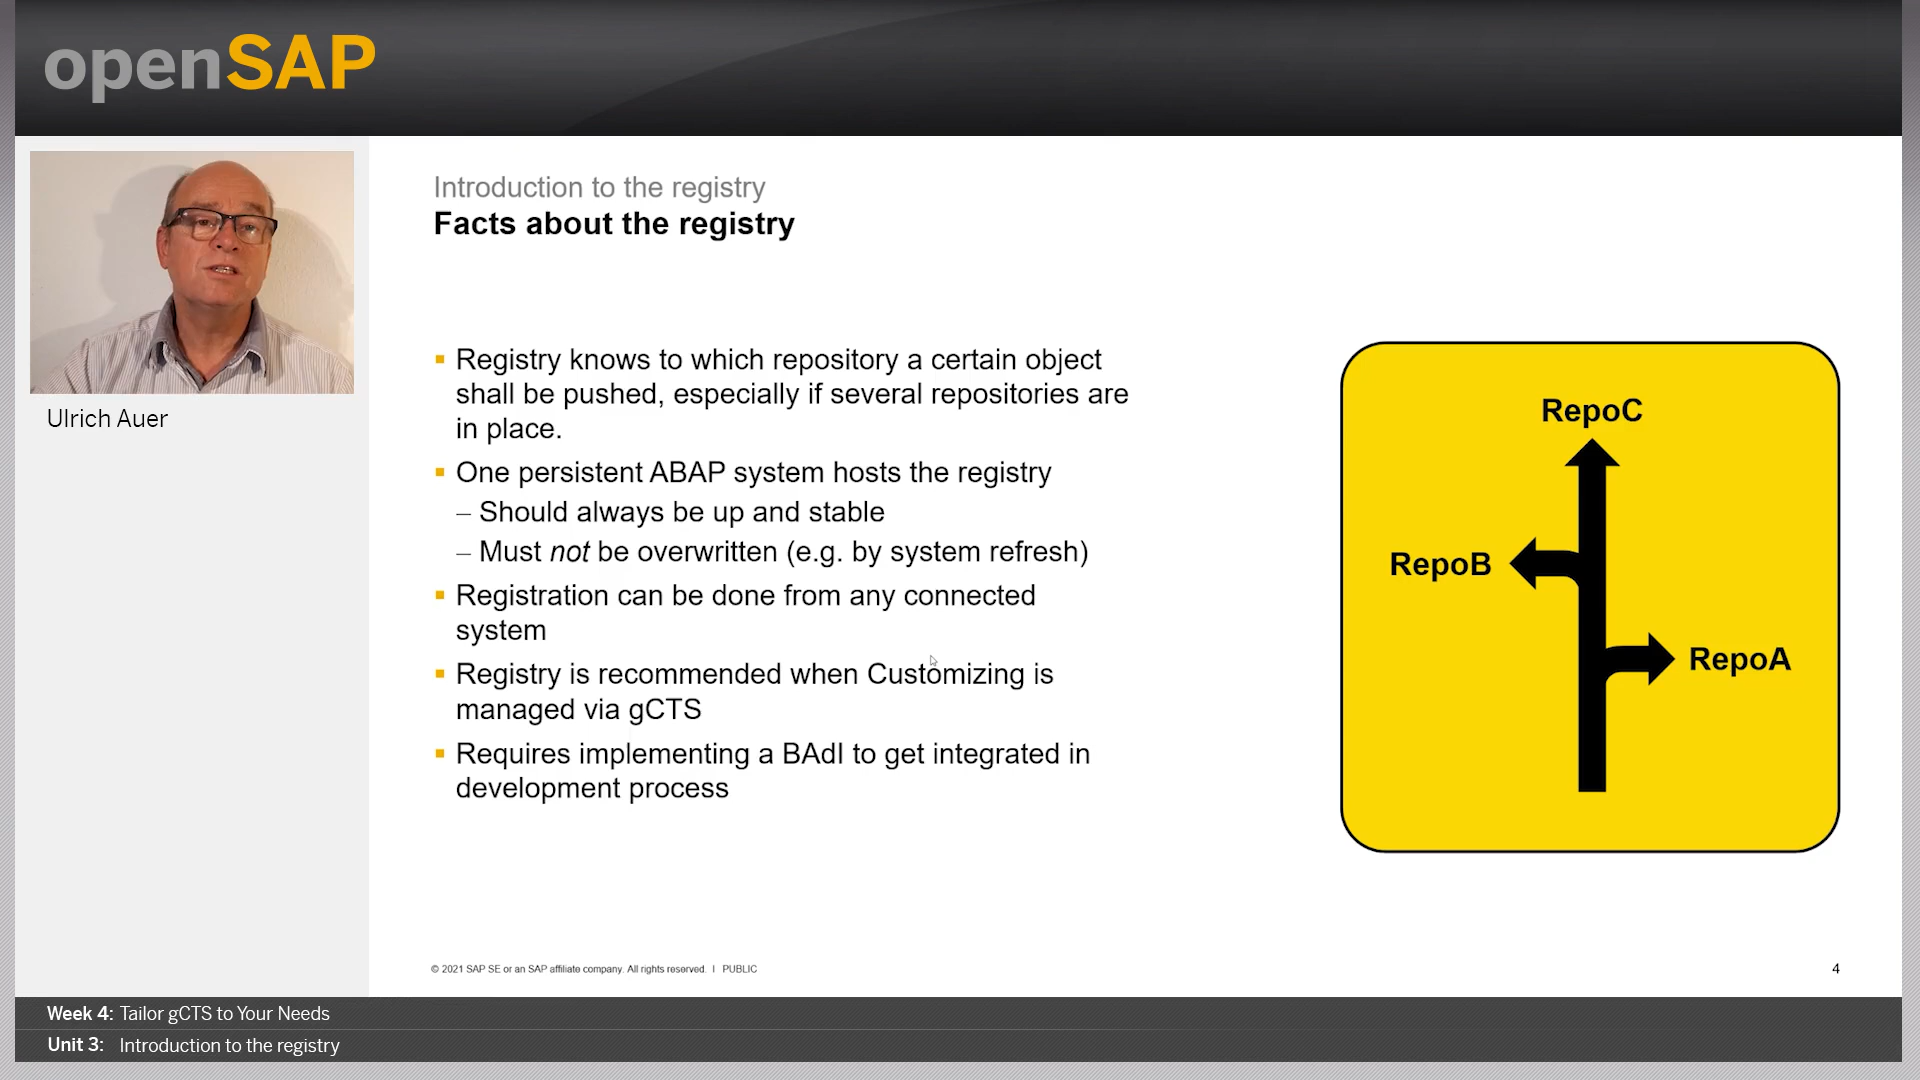 openSAP
Ulrich Auer
Introduction to the registry
Facts about the registry
▪ Registry knows to which repository a certain object
shall be pushed, especially if several repositories are
in place.
▪ One persistent ABAP system hosts the registry
– Should always be up and stable
– Must not be overwritten (e.g. by system refresh)
▪ Registration can be done from any connected
system
▪ Registry is recommended when Customizing is
managed via gCTS
▪ Requires implementing a BAdI to get integrated in
development process
RepoC
RepoB
RepoA
© 2021 SAP SE or an SAP affiliate company. All rights reserved. I PUBLIC
4
Week 4: Tailor gCTS to Your Needs
Unit 3: Introduction to the registry